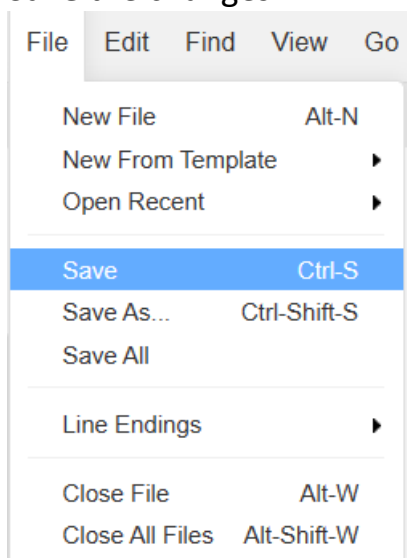 File Edit Find View Go
New File Alt-N
New From Template
Open Recent
Save Ctrl-S
Save As... Ctrl-Shift-S
Save All
Line Endings
Close File Alt-W
Close All Files Alt-Shift-W